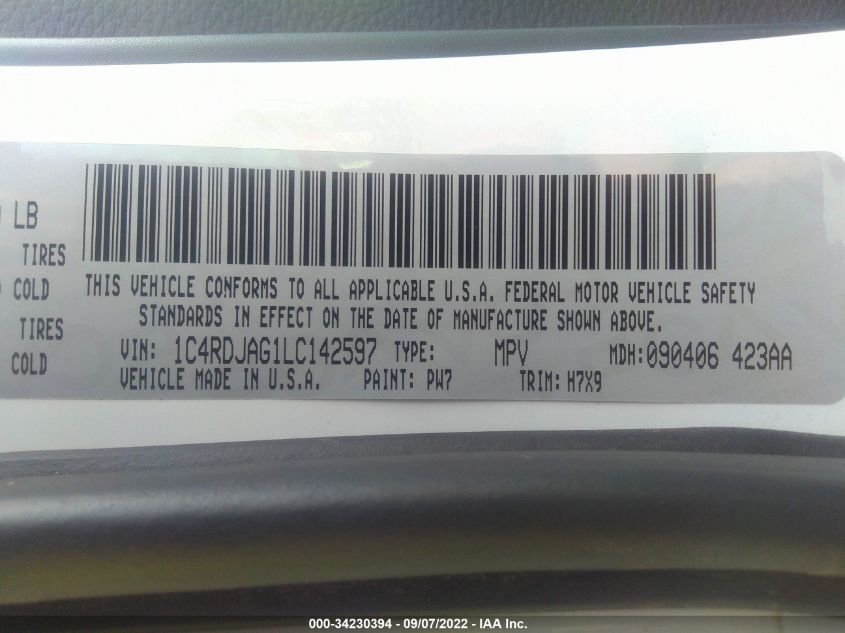 LB
TIRES
COLD
TIRES
COLD
THIS VEHICLE CONFORMS TO ALL APPLICABLE U.S.A. FEDERAL MOTOR VEHICLE SAFETY
STANDARDS IN EFFECT ON THE DATE OF MANUFACTURE SHOWN ABOVE.
VIN: 1C4RDJAG1LC142597 TYPE: MPV MDH:090406 423AA
VEHICLE MADE IN U.S.A. PAINT: PW7 TRIM: H7X9
000-34230394 - 09/07/2022 - IAA Inc.